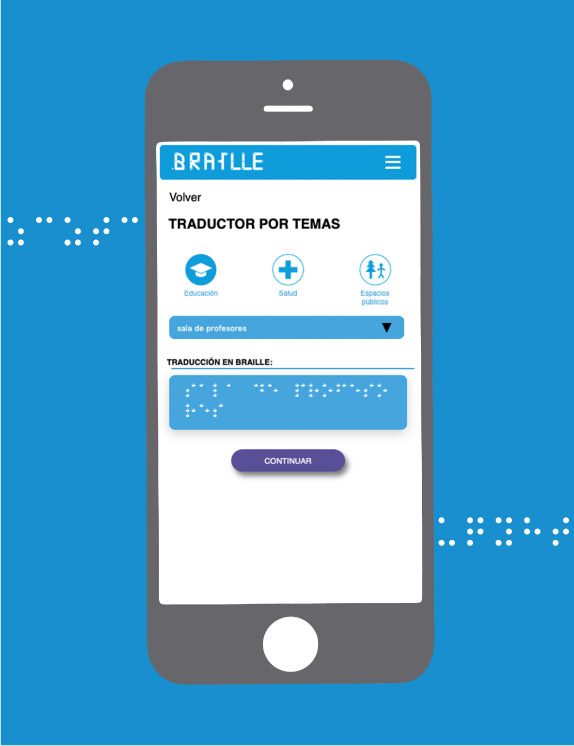 BRAILLE
Volver
TRADUCTOR POR TEMAS
Educación
Salud
Espacios
públicos
sala de profesores
TRADUCCIÓN EN BRAILLE:
CONTINUAR